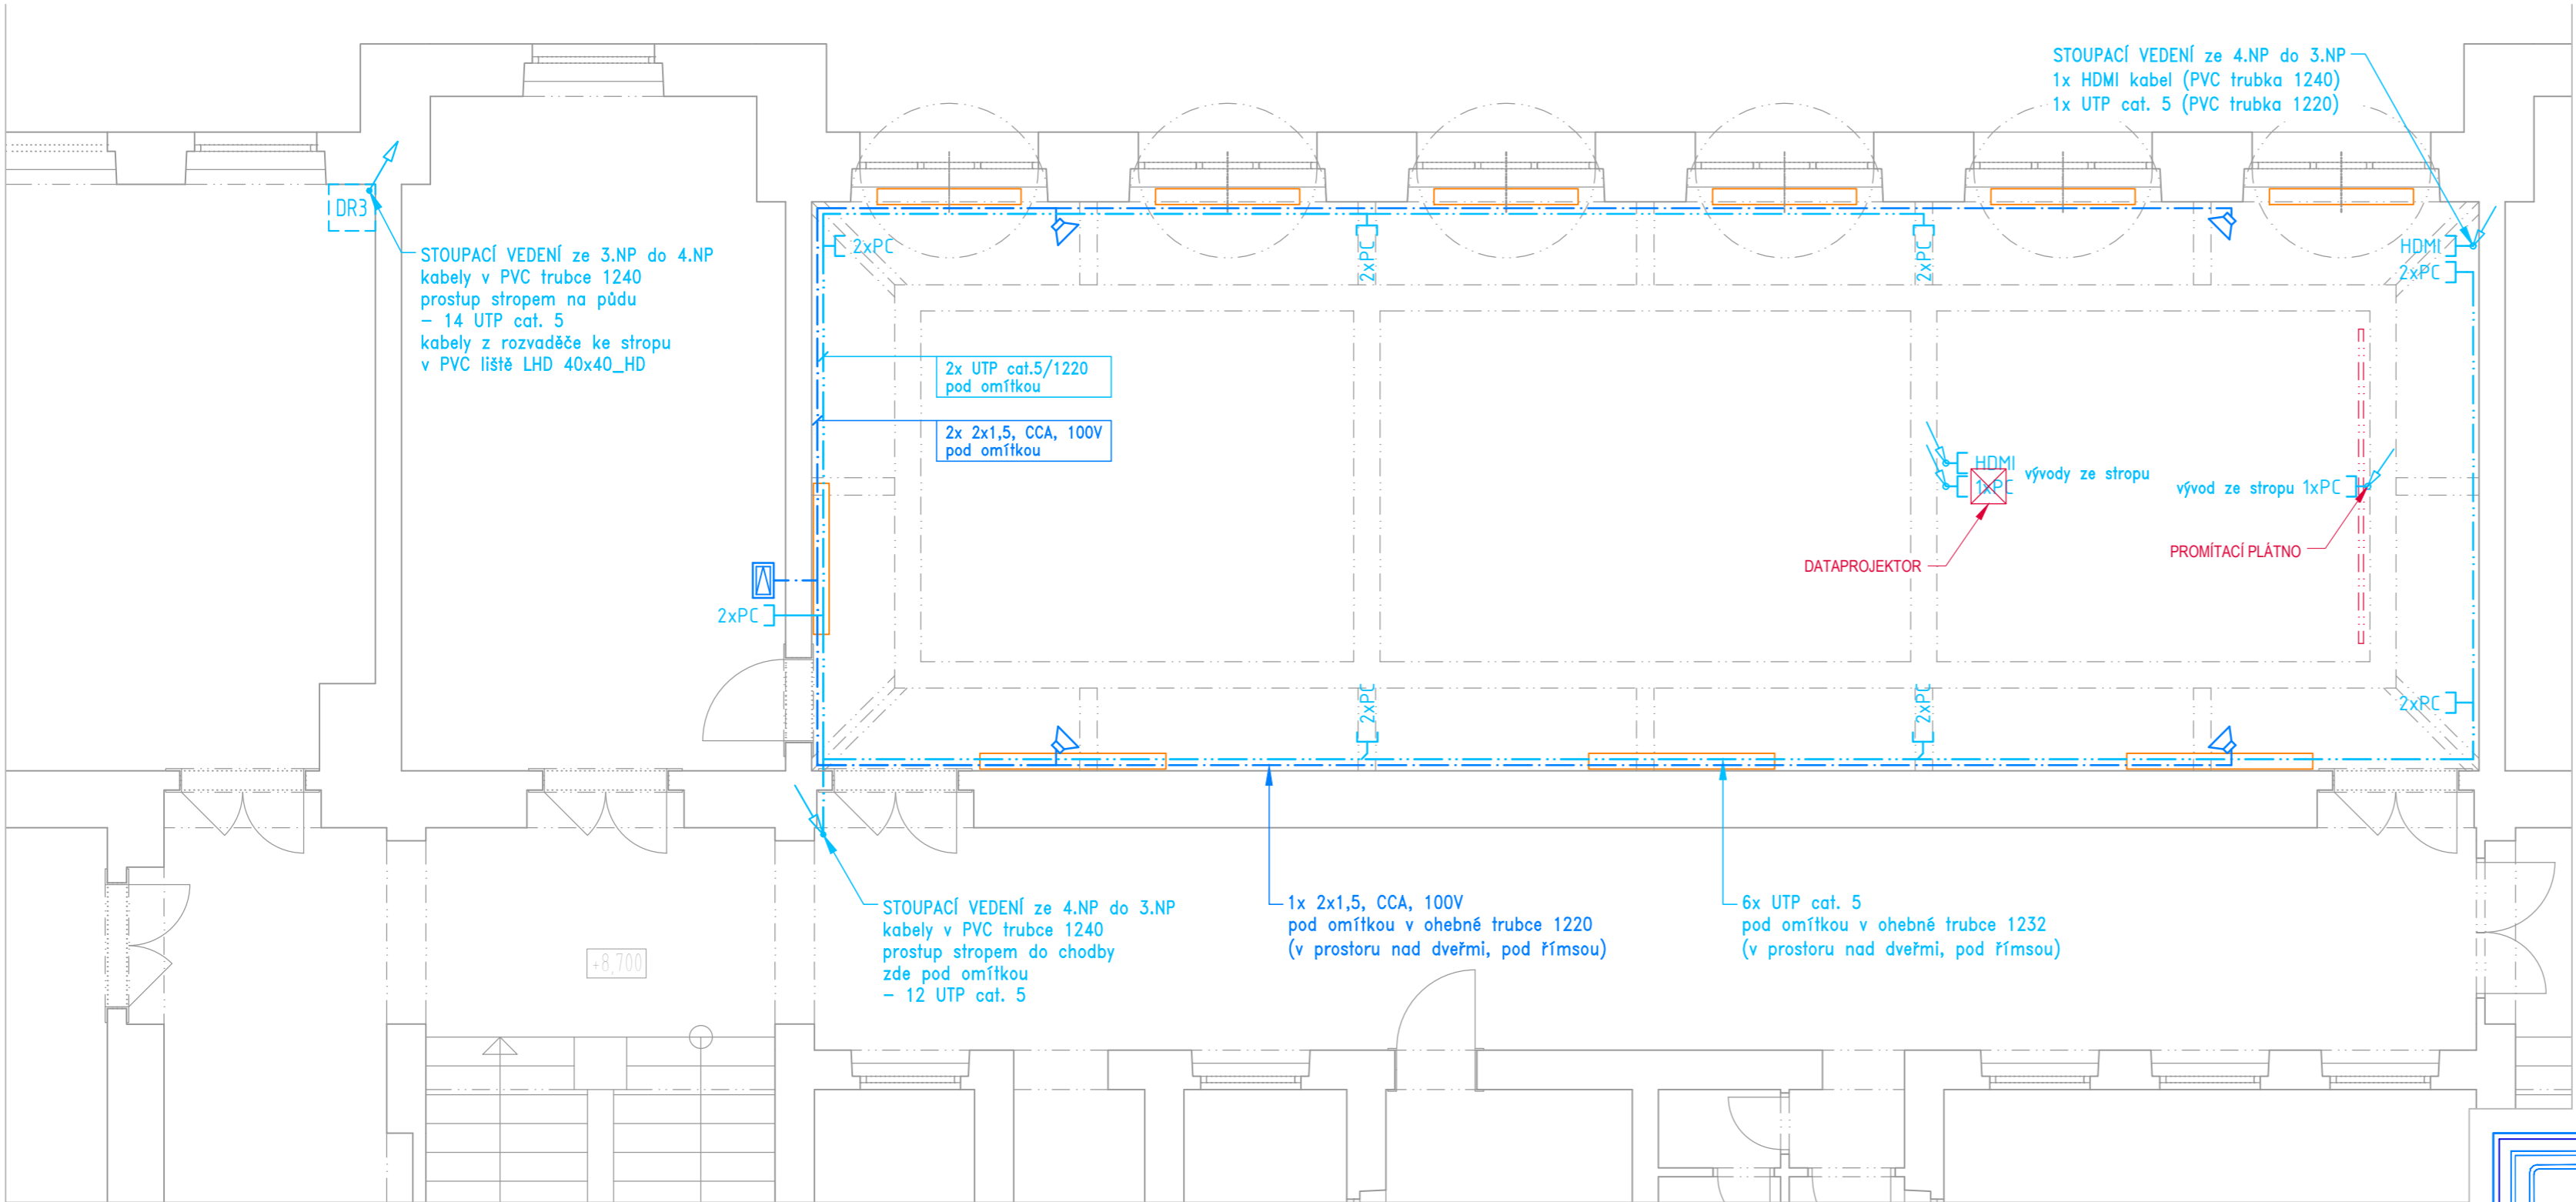 STOUPACÍ VEDENÍ ze 4.NP do 3.NP
1x HDMI kabel (PVC trubka 1240)
1x UTP cat. 5 (PVC trubka 1220)
DR3
STOUPACÍ VEDENÍ ze 3.NP do 4.NP
kabely v PVC trubce 1240
prostup stropem na půdu
– 14 UTP cat. 5
kabely z rozvaděče ke stropu
v PVC liště LHD 40x40_HD
2xPC
2xPC
2xPC
HDMI
2xPC
2x UTP cat.5/1220
pod omítkou
2x 2x1,5, CCA, 100V
pod omítkou
HDMI
1xPC
vývody ze stropu
vývod ze stropu 1xPC
DATAPROJEKTOR
PROMÍTACÍ PLÁTNO
2xPC
2xPC
2xPC
2xPC
STOUPACÍ VEDENÍ ze 4.NP do 3.NP
kabely v PVC trubce 1240
prostup stropem do chodby
zde pod omítkou
– 12 UTP cat. 5
1x 2x1,5, CCA, 100V
pod omítkou v ohebné trubce 1220
(v prostoru nad dveřmi, pod římsou)
6x UTP cat. 5
pod omítkou v ohebné trubce 1232
(v prostoru nad dveřmi, pod římsou)
+8,700